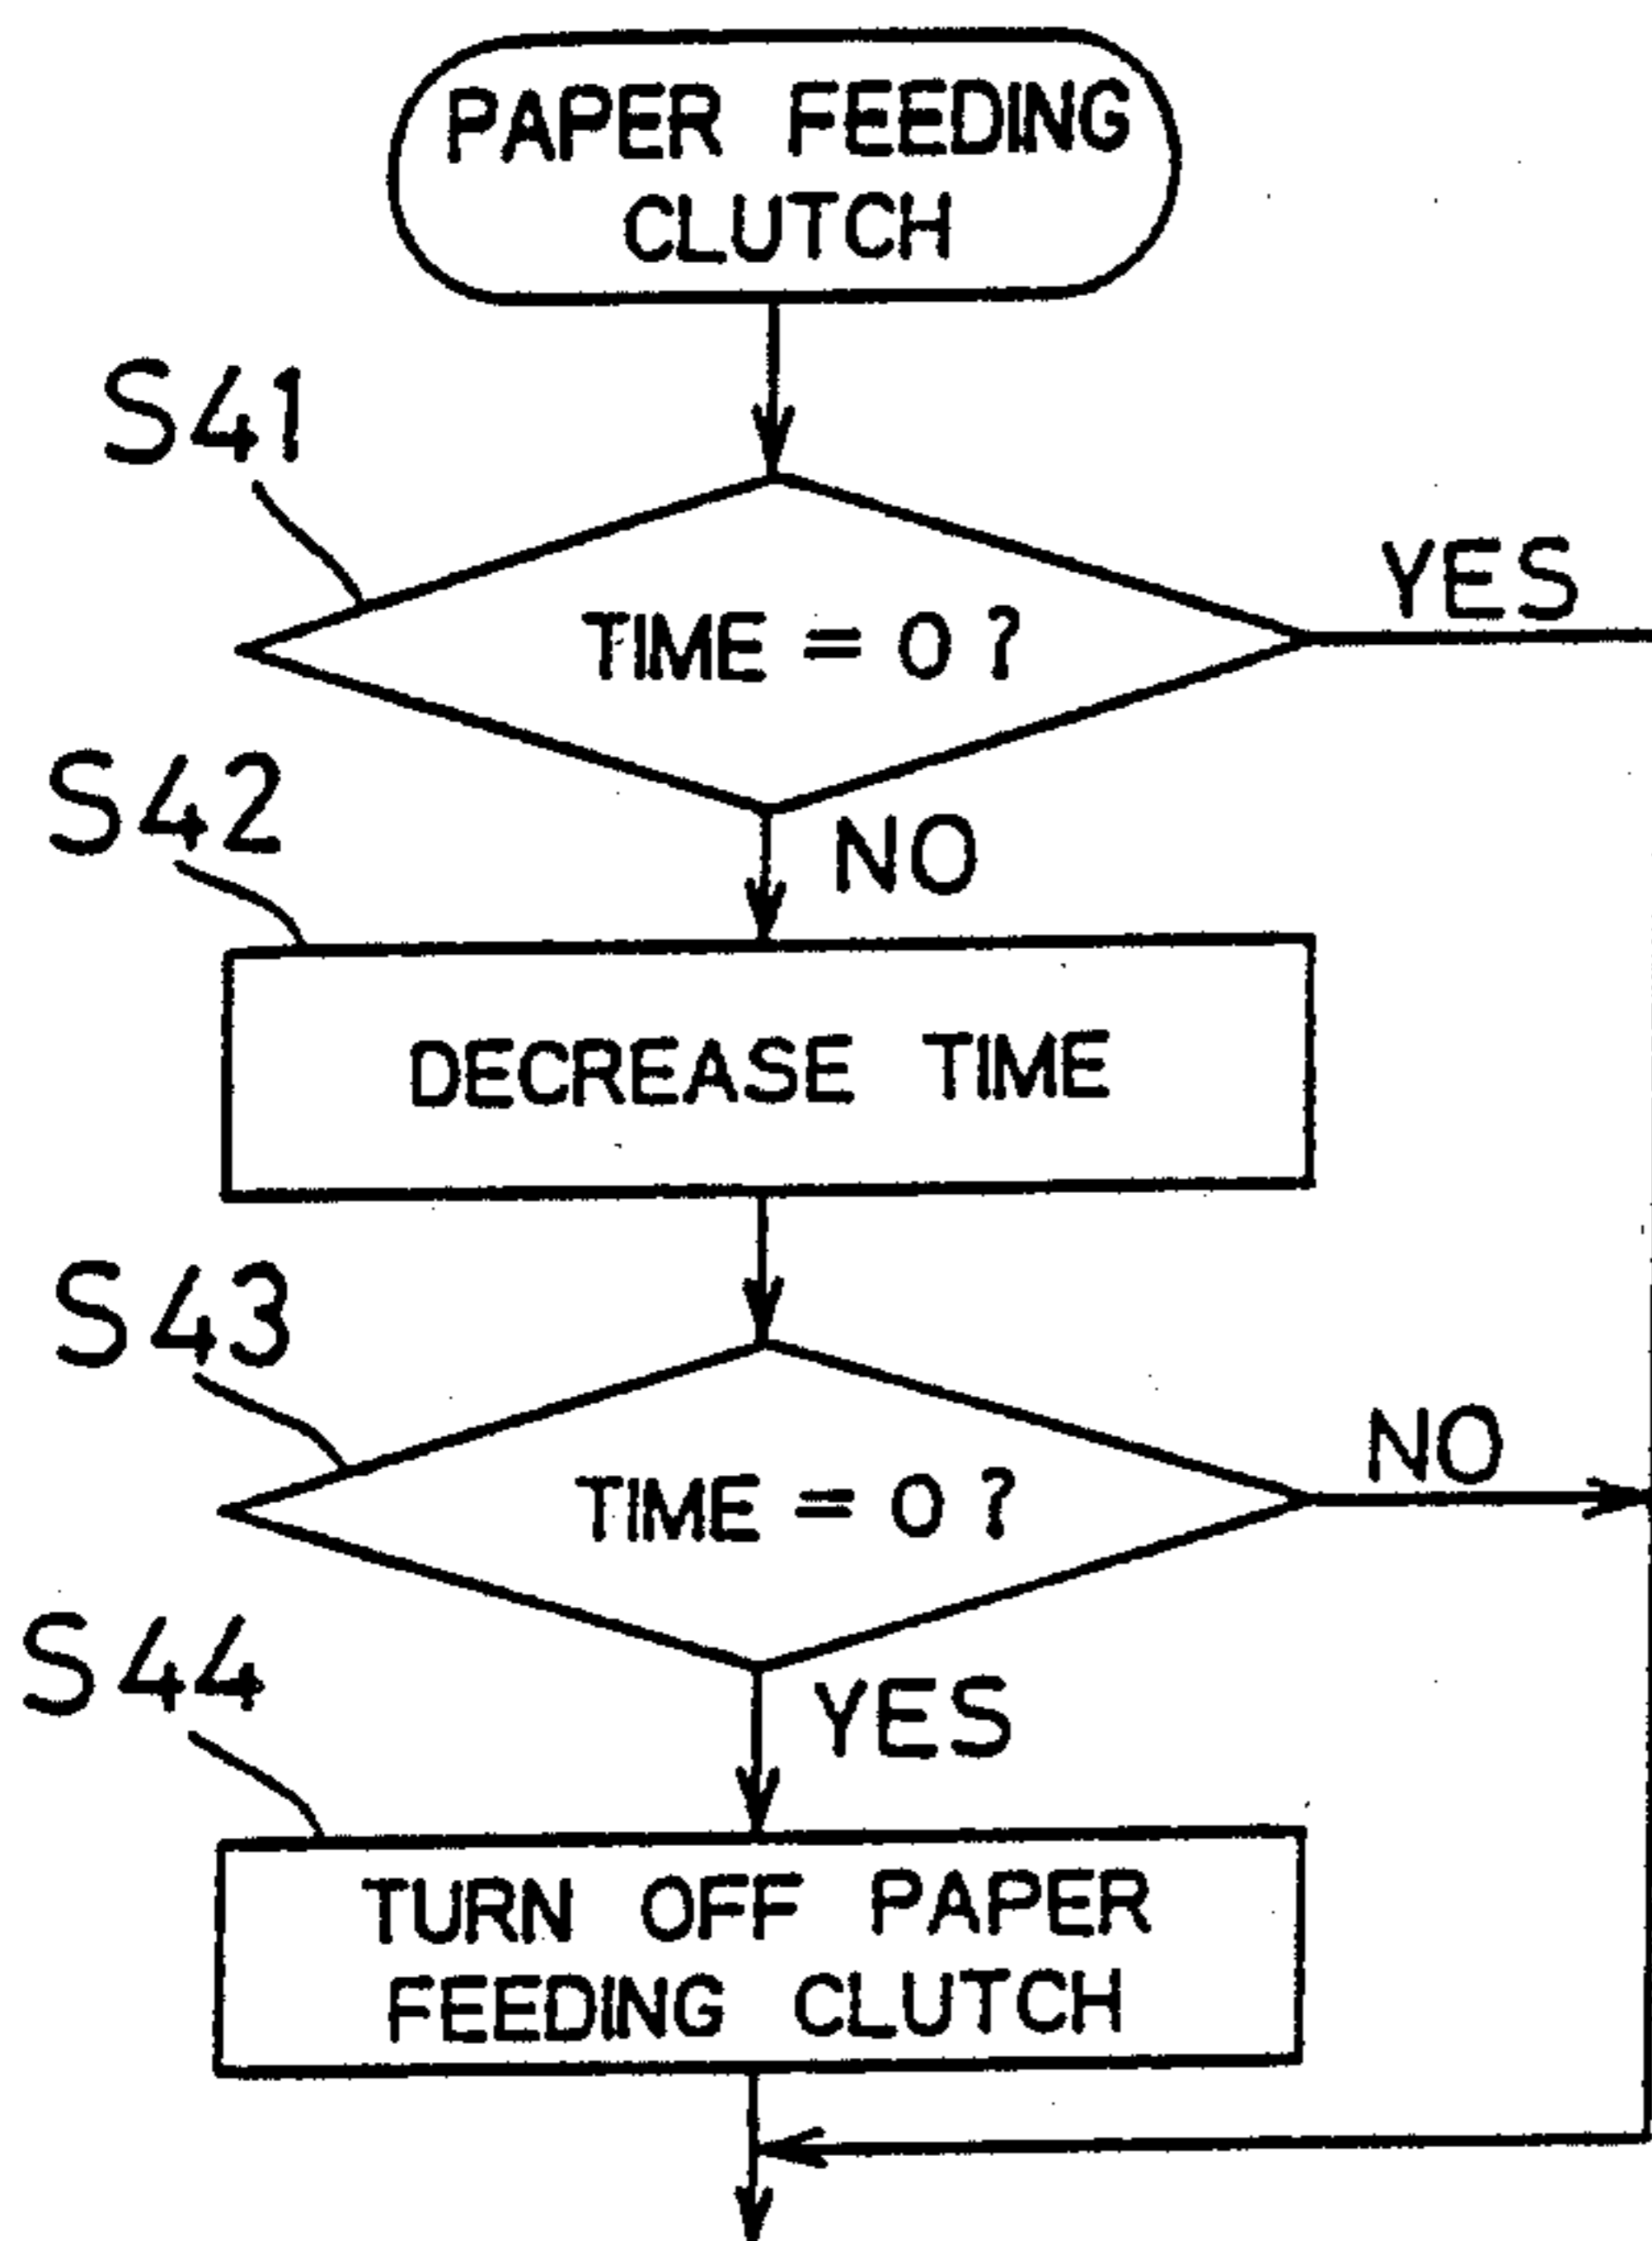 PAPER FEEDING
CLUTCH
S41
TIME = 0 ?
YES
S42
NO
DECREASE TIME
S43
TIME = 0 ?
NO
S44
YES
TURN OFF PAPER
FEEDING CLUTCH